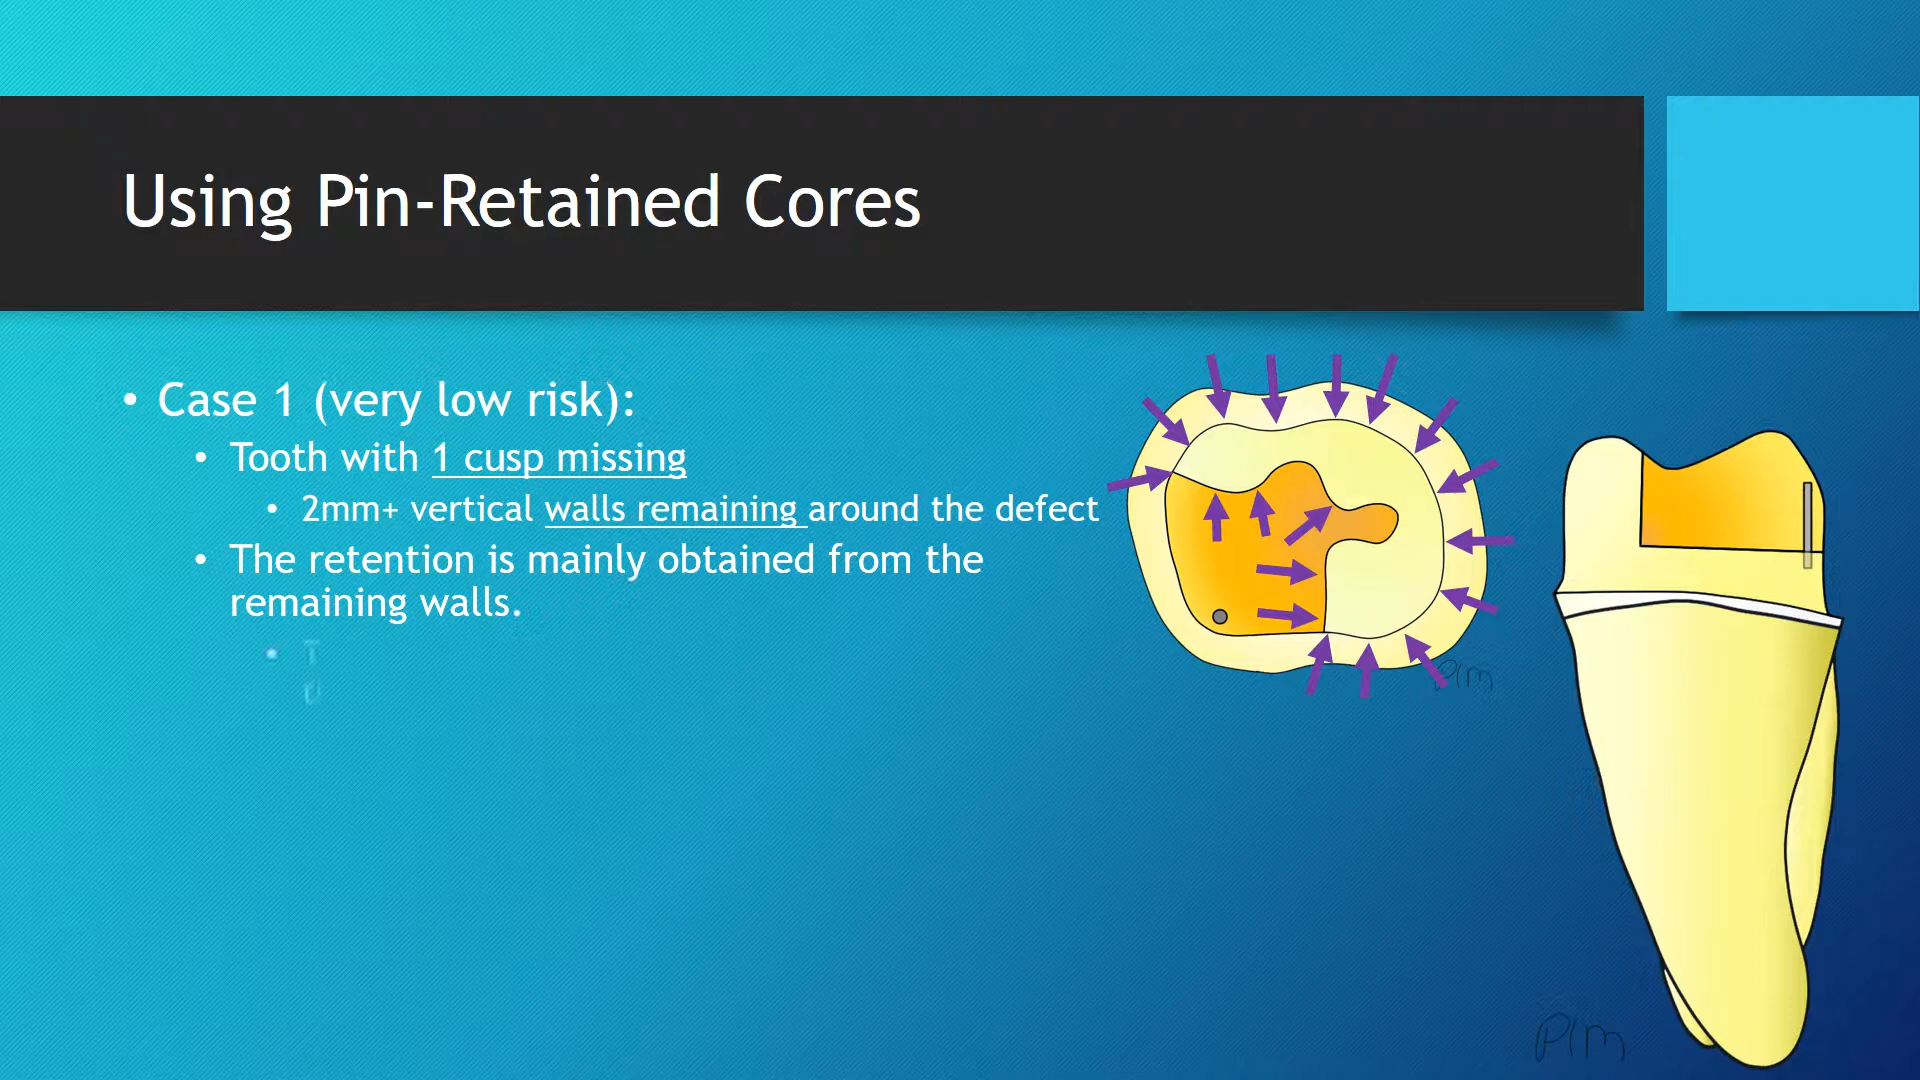 Using Pin-Retained Cores
• Case 1 (very low risk):
• Tooth with 1 cusp missing
• 2mm+ vertical walls remaining around the defect
• The retention is mainly obtained from the
remaining walls.